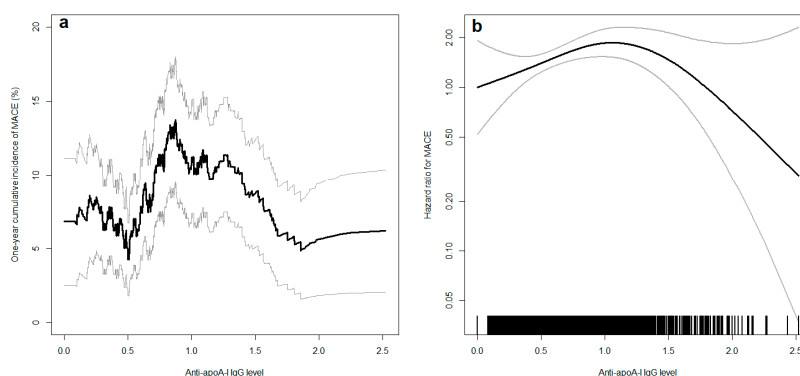 a
One-year cumulative incidence of MACE (%)
20
15
10
5
0
0.0 0.5 1.0 1.5 2.0 2.5
Anti-apoA-I IgG level
b
Hazard ratio for MACE
2.00
1.00
0.50
0.20
0.10
0.05
0.0 0.5 1.0 1.5 2.0 2.5
Anti-apoA-I IgG level